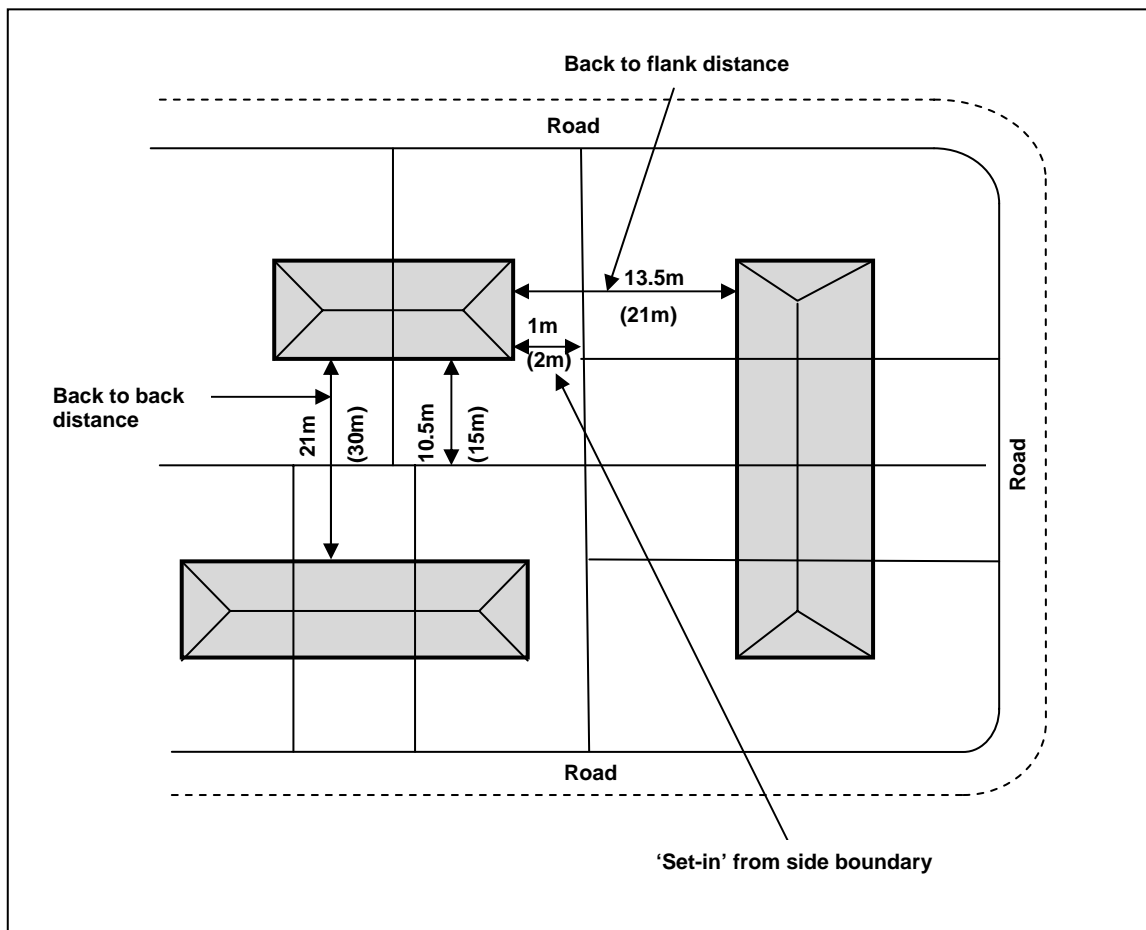 Back to flank distance
Road
13.5m
(21m)
1m
(2m)
Back to back
distance
21m
(30m)
10.5m
(15m)
Road
Road
‘Set-in’ from side boundary